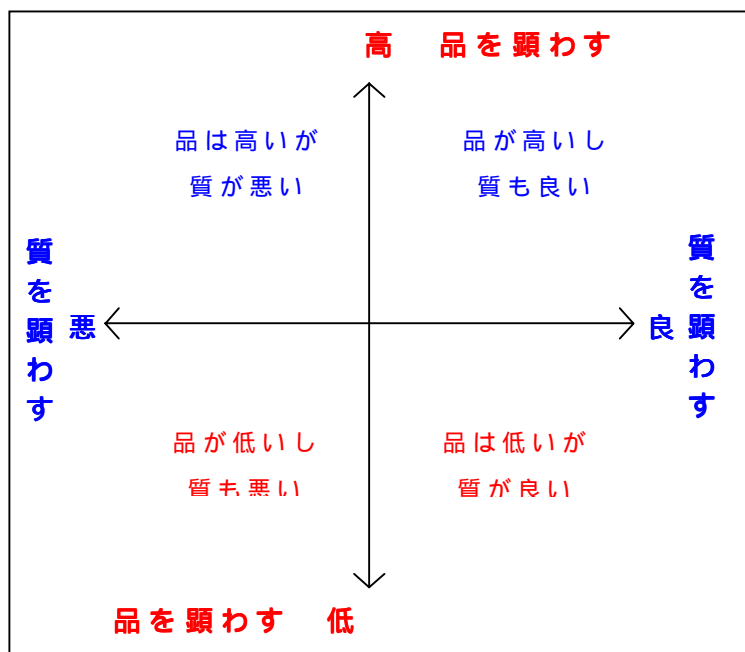 高 品を顕わす
品は高いが
質が悪い
品が高いし
質も良い
質を顕わす
悪
良
質を顕わす
品が低いし
質も悪い
品は低いが
質が良い
品を顕わす 低